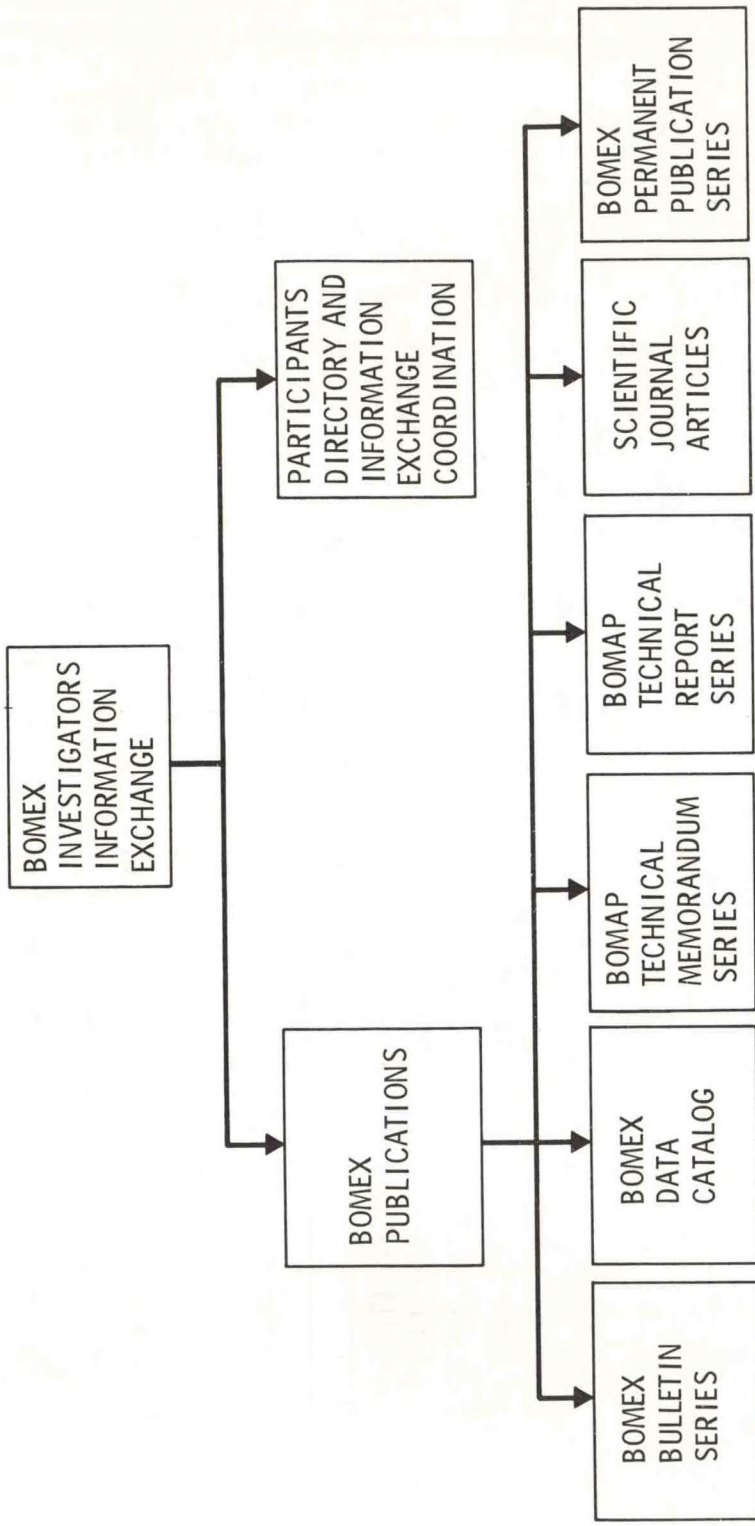 BOMEX
INVESTIGATORS
INFORMATION
EXCHANGE
BOMEX
PUBLICATIONS
PARTICIPANTS
DIRECTORY AND
INFORMATION
EXCHANGE
COORDINATION
BOMEX
BULLETIN
SERIES
BOMEX
DATA
CATALOG
BOMAP
TECHNICAL
MEMORANDUM
SERIES
BOMAP
TECHNICAL
REPORT
SERIES
SCIENTIFIC
JOURNAL
ARTICLES
BOMEX
PERMANENT
PUBLICATION
SERIES